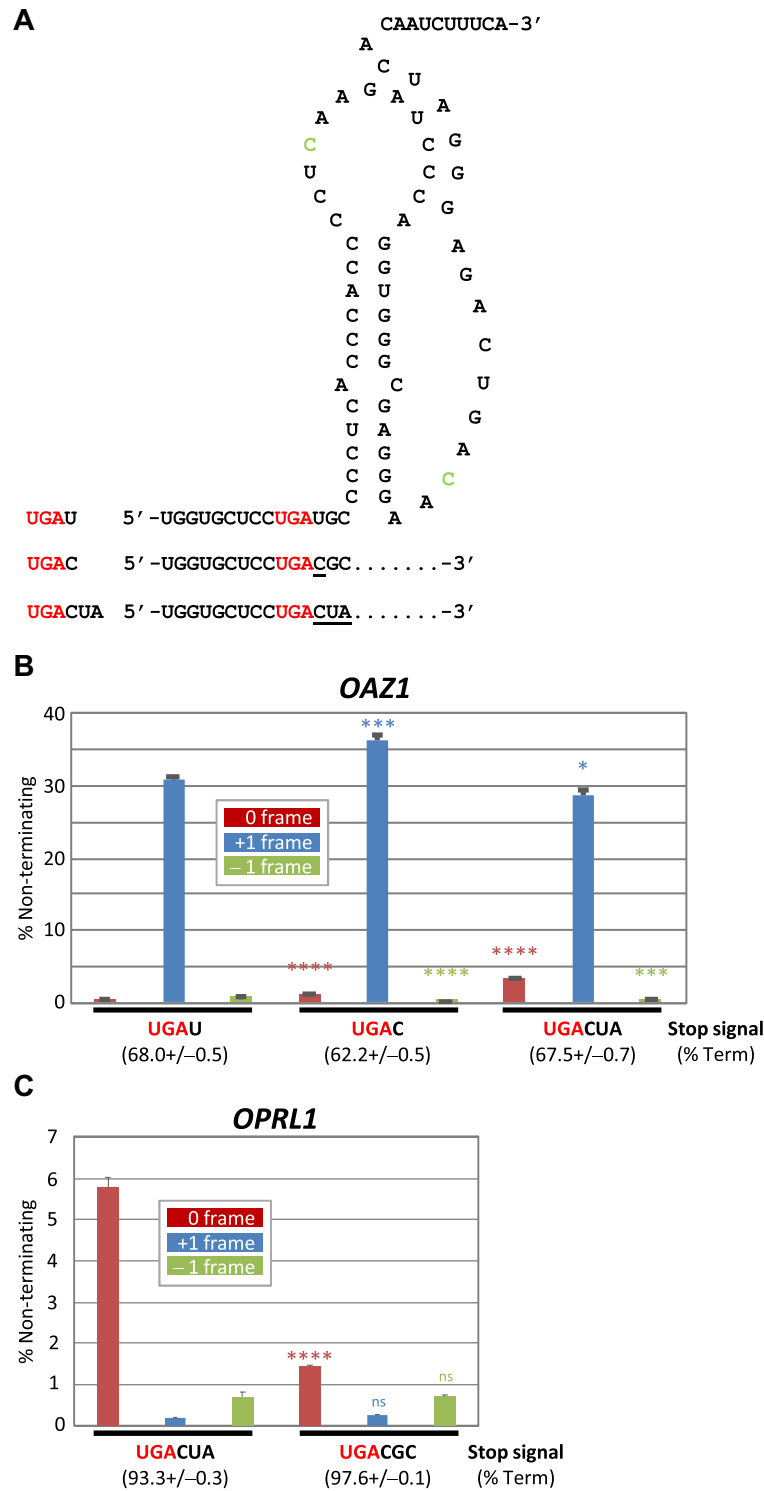 A
CAAUCUUUCA-3′
A
C
G A U
A A A
A U G
C C G
U C G
C C G
C A
C G A
C G G
A U A
C G C
C G U
C G G
A C A
C G C
U A A
C G
C G
C G
UGAU 5′-UGGUGCUCCUGAUGC A
UGAC 5′-UGGUGCUCCUGACGC.......-3′
UGACUA 5′-UGGUGCUCCUGACUA.......-3′
B
OAZ1
% Non-terminating
40
30
20
10
0
0 frame
+1 frame
−1 frame
***
*
****
****
****
***
UGAU UGAC UGACUA Stop signal
(68.0+/−0.5) (62.2+/−0.5) (67.5+/−0.7) (% Term)
C
OPRL1
% Non-terminating
7
6
5
4
3
2
1
0
0 frame
+1 frame
−1 frame
****
ns
ns
UGACUA UGACGC Stop signal
(93.3+/−0.3) (97.6+/−0.1) (% Term)